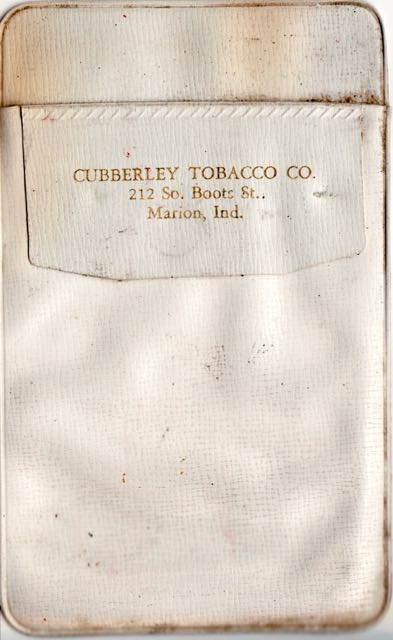 CUBBERLEY TOBACCO CO.
212 So. Boots St..
Marion, Ind.